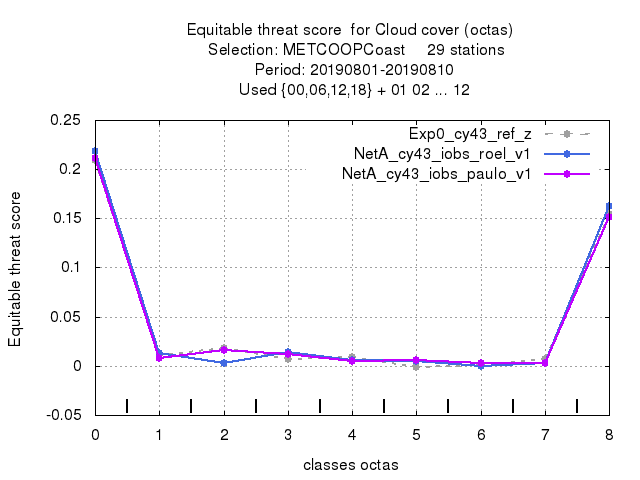 Equitable threat score  for Cloud cover (octas)
Selection: METCOOPCoast     29 stations
Period: 20190801-20190810
Used {00,06,12,18} + 01 02 ... 12
Exp0_cy43_ref_z
NetA_cy43_iobs_roel_v1
NetA_cy43_iobs_paulo_v1
Equitable threat score
0.25
0.2
0.15
0.1
0.05
0
-0.05
0 1 2 3 4 5 6 7 8
classes octas